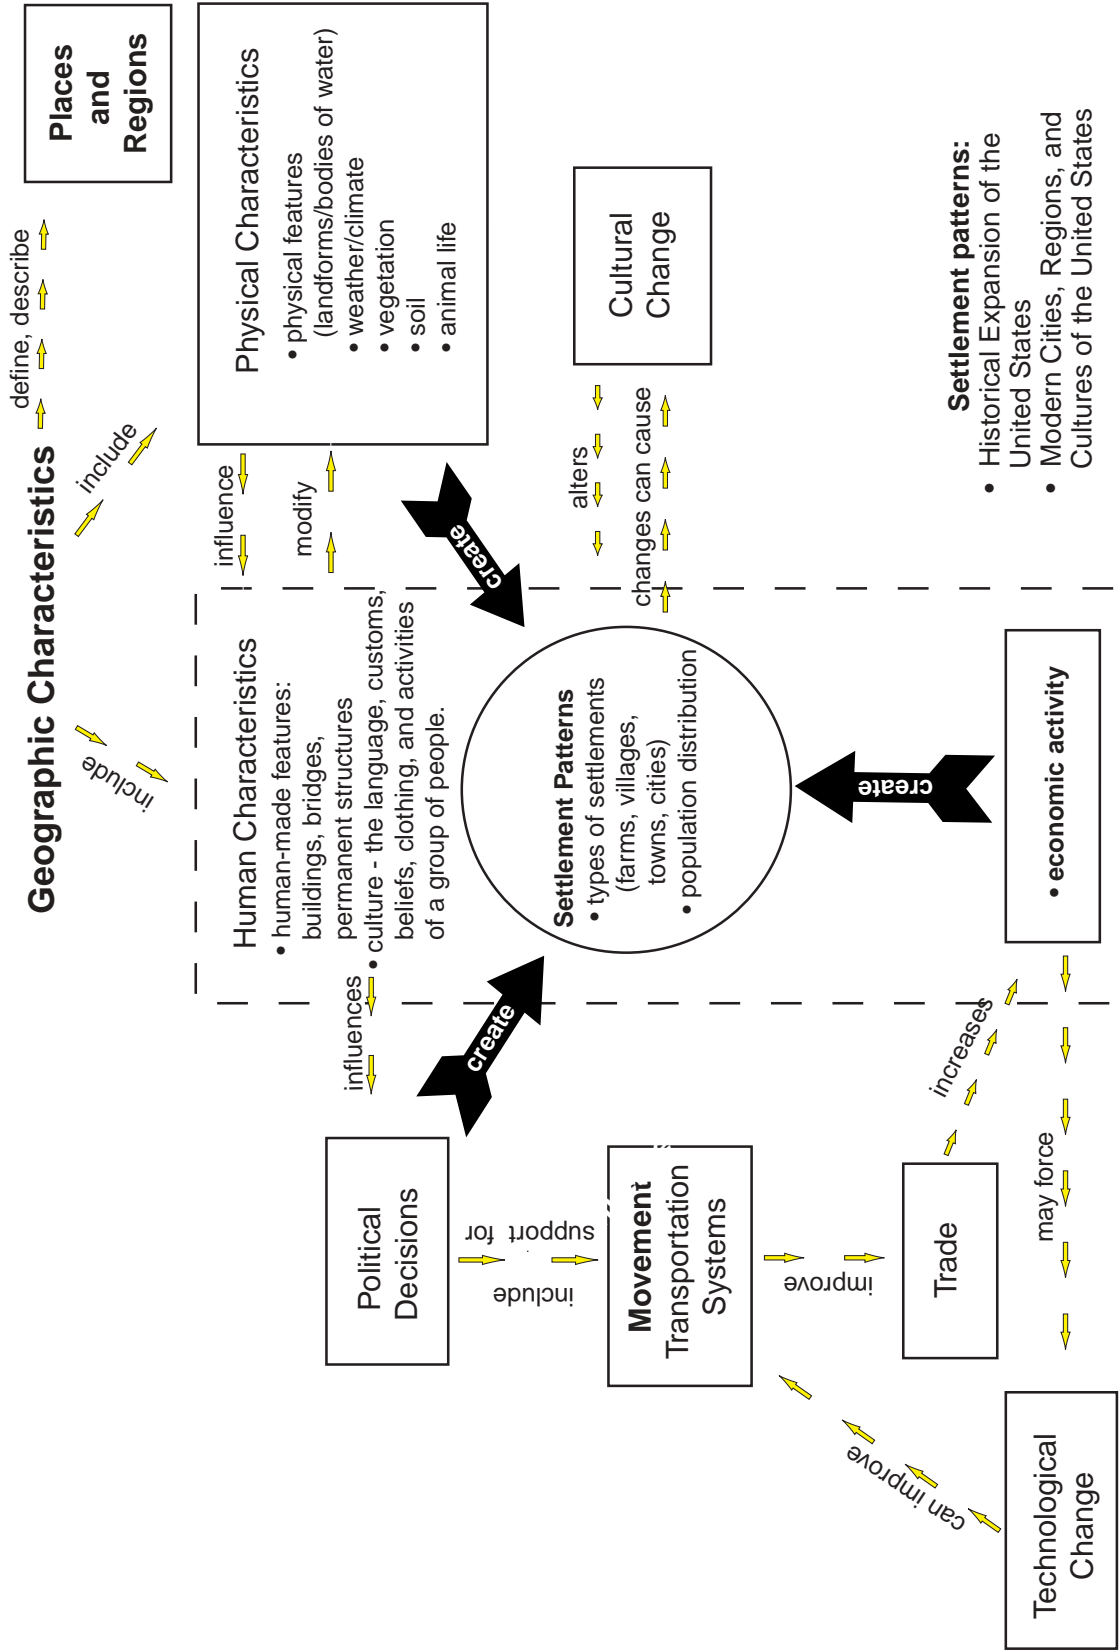 Geographic Characteristics
define, describe
Places
and
Regions
include
include
Human Characteristics
• human-made features:
buildings, bridges,
permanent structures
• culture - the language, customs,
beliefs, clothing, and activities
of a group of people.
influence
modify
Physical Characteristics
• physical features
(landforms/bodies of water)
• weather/climate
• vegetation
• soil
• animal life
influences
Political
Decisions
create
create
Settlement Patterns
• types of settlements
(farms, villages,
towns, cities)
• population distribution
alters
changes can cause
Cultural
Change
include
support for
Movement
Transportation
Systems
improve
Trade
increases
create
• economic activity
may force
can improve
Technological
Change
Settlement patterns:
• Historical Expansion of the
United States
• Modern Cities, Regions, and
Cultures of the United States